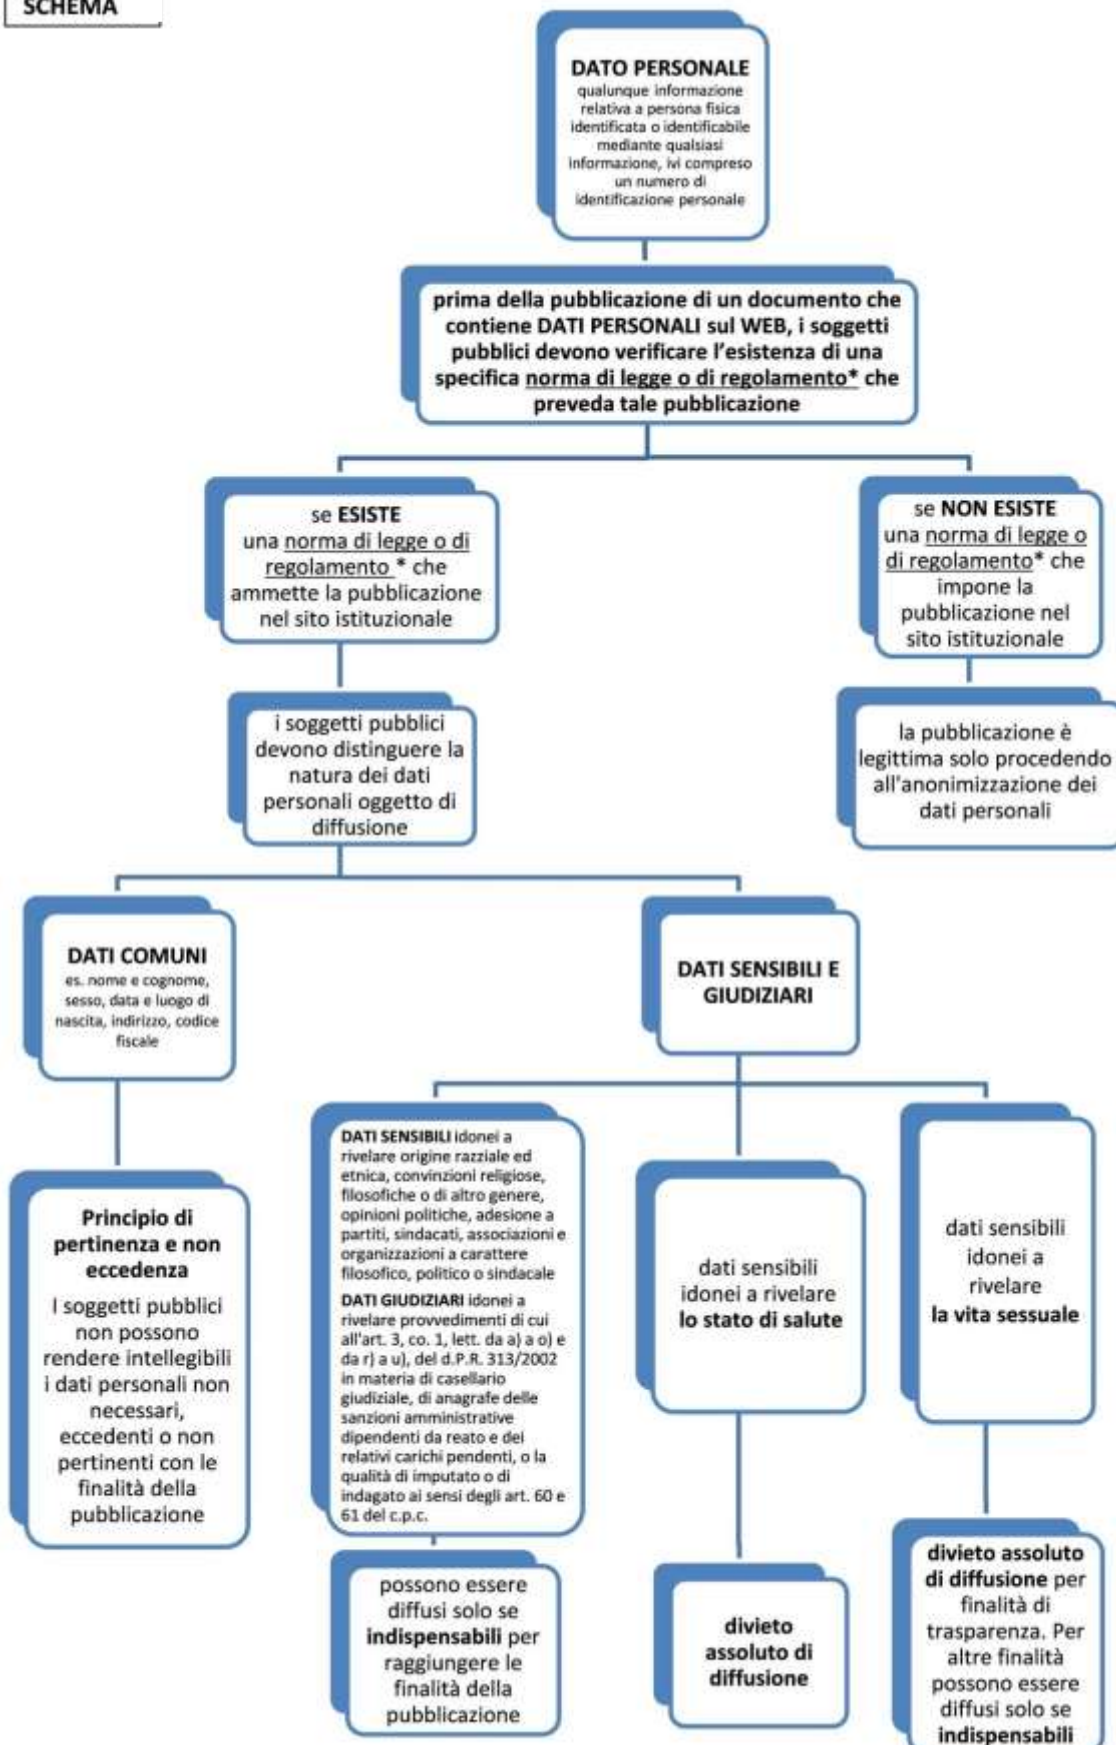 SCHEMA
DATO PERSONALE
qualunque informazione
relativa a persona fisica
identificata o identificabile
mediante qualsiasi
informazione, ivi compreso
un numero di
identificazione personale
prima della pubblicazione di un documento che
contiene DATI PERSONALI sul WEB, i soggetti
pubblici devono verificare l'esistenza di una
specifica norma di legge o di regolamento* che
preveda tale pubblicazione
se ESISTE
una norma di legge o di
regolamento * che
ammette la pubblicazione
nel sito istituzionale
se NON ESISTE
una norma di legge o
di regolamento* che
impone la
pubblicazione nel
sito istituzionale
i soggetti pubblici
devono distinguere la
natura dei dati
personali oggetto di
diffusione
la pubblicazione è
legittima solo procedendo
all'anonimizzazione dei
dati personali
DATI COMUNI
es. nome e cognome,
sesso, data e luogo di
nascita, indirizzo, codice
fiscale
DATI SENSIBILI E
GIUDIZIARI
Principio di
pertinenza e non
eccedenza
I soggetti pubblici
non possono
rendere intellegibili
i dati personali non
necessari,
eccedenti o non
pertinenti con le
finalità della
pubblicazione
DATI SENSIBILI idonei a
rivelare origine razziale ed
etnica, convinzioni religiose,
filosofiche o di altro genere,
opinioni politiche, adesione a
partiti, sindacati, associazioni e
organizzazioni a carattere
filosofico, politico o sindacale
DATI GIUDIZIARI idonei a
rivelare provvedimenti di cui
all'art. 3, co. 1, lett. da a) a o) e
da r) a u), del d.P.R. 313/2002
in materia di casellario
giudiziale, di anagrafe delle
sanzioni amministrative
dipendenti da reato e dei
relativi carichi pendenti, o la
qualità di imputato o di
indagato ai sensi degli art. 60 e
61 del c.p.c.
possono essere
diffusi solo se
indispensabili per
raggiungere le
finalità della
pubblicazione
dati sensibili
idonei a rivelare
lo stato di salute
divieto
assoluto di
diffusione
dati sensibili
idonei a
rivelare
la vita sessuale
divieto assoluto
di diffusione per
finalità di
trasparenza. Per
altre finalità
possono essere
diffusi solo se
indispensabili